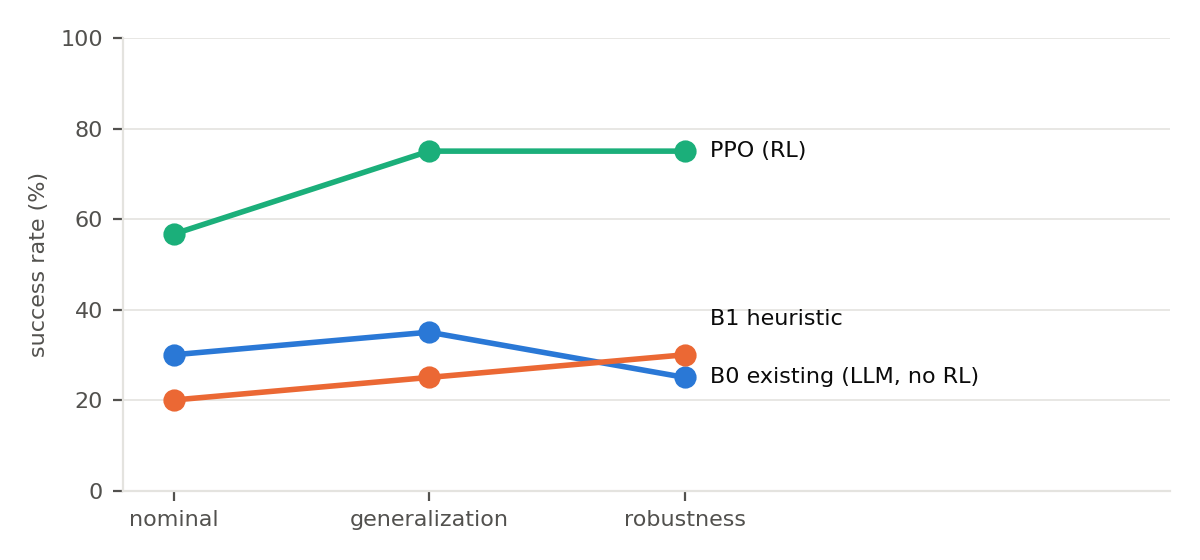 100
80
60
40
20
0
success rate (%)
PPO (RL)
B1 heuristic
B0 existing (LLM, no RL)
nominal
generalization
robustness